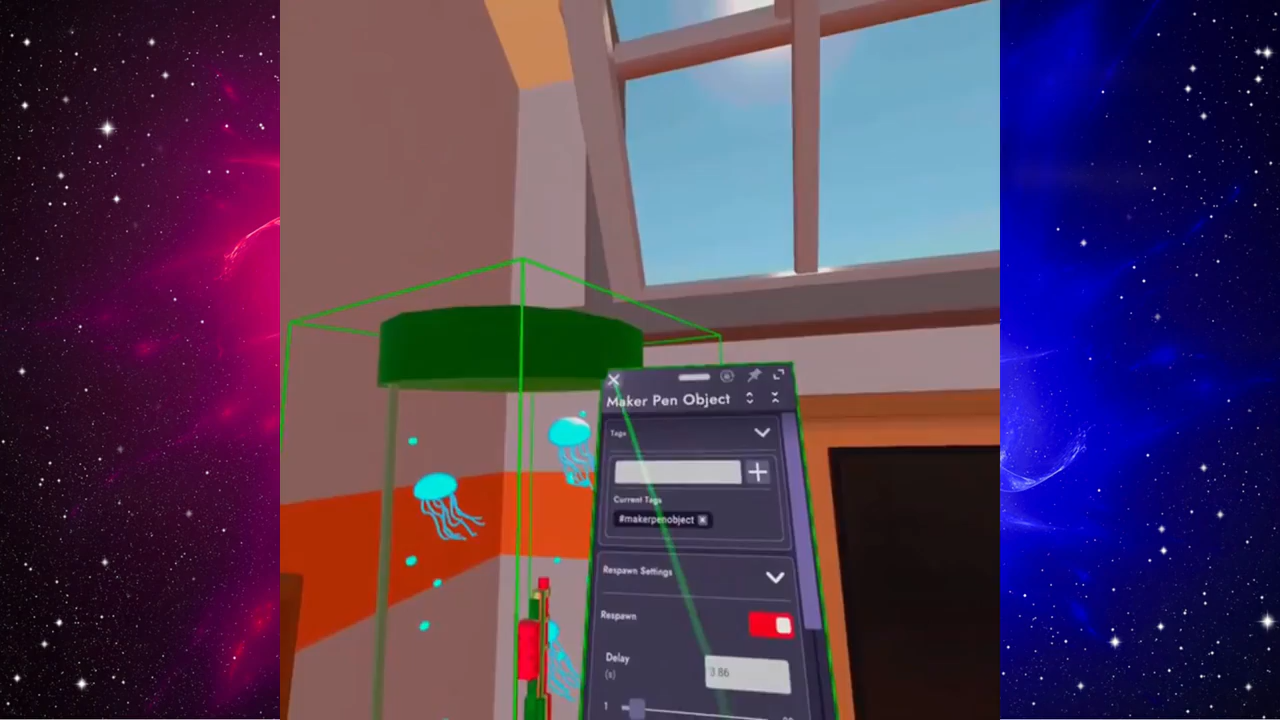 Maker Pen Object
Tags
Current Tags
#makerpenobject
Respawn Settings
Respawn
Delay
(s)
3.86
1